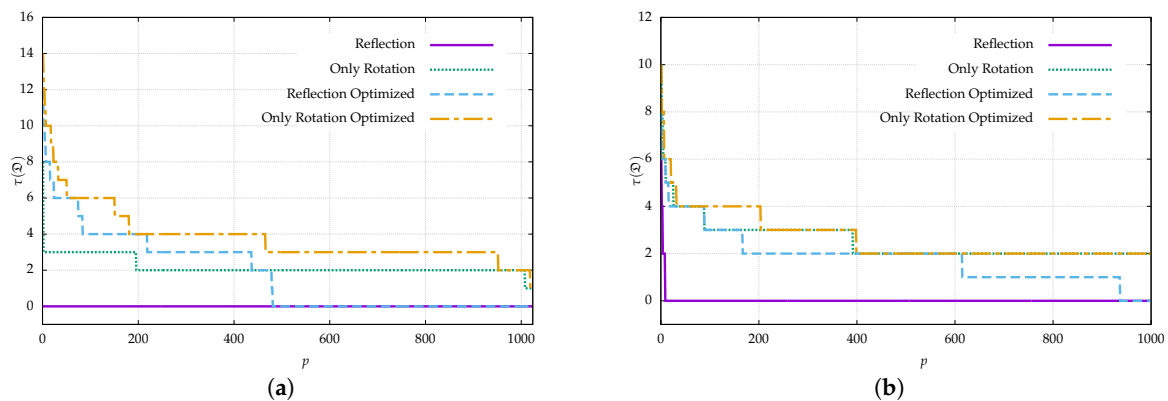 16
14
12
10
8
6
4
2
0
τ(𝔇)
Reflection
Only Rotation
Reflection Optimized
Only Rotation Optimized
0 200 400 600 800 1000
p
(a)
12
10
8
6
4
2
0
τ(𝔇)
Reflection
Only Rotation
Reflection Optimized
Only Rotation Optimized
0 200 400 600 800 1000
p
(b)